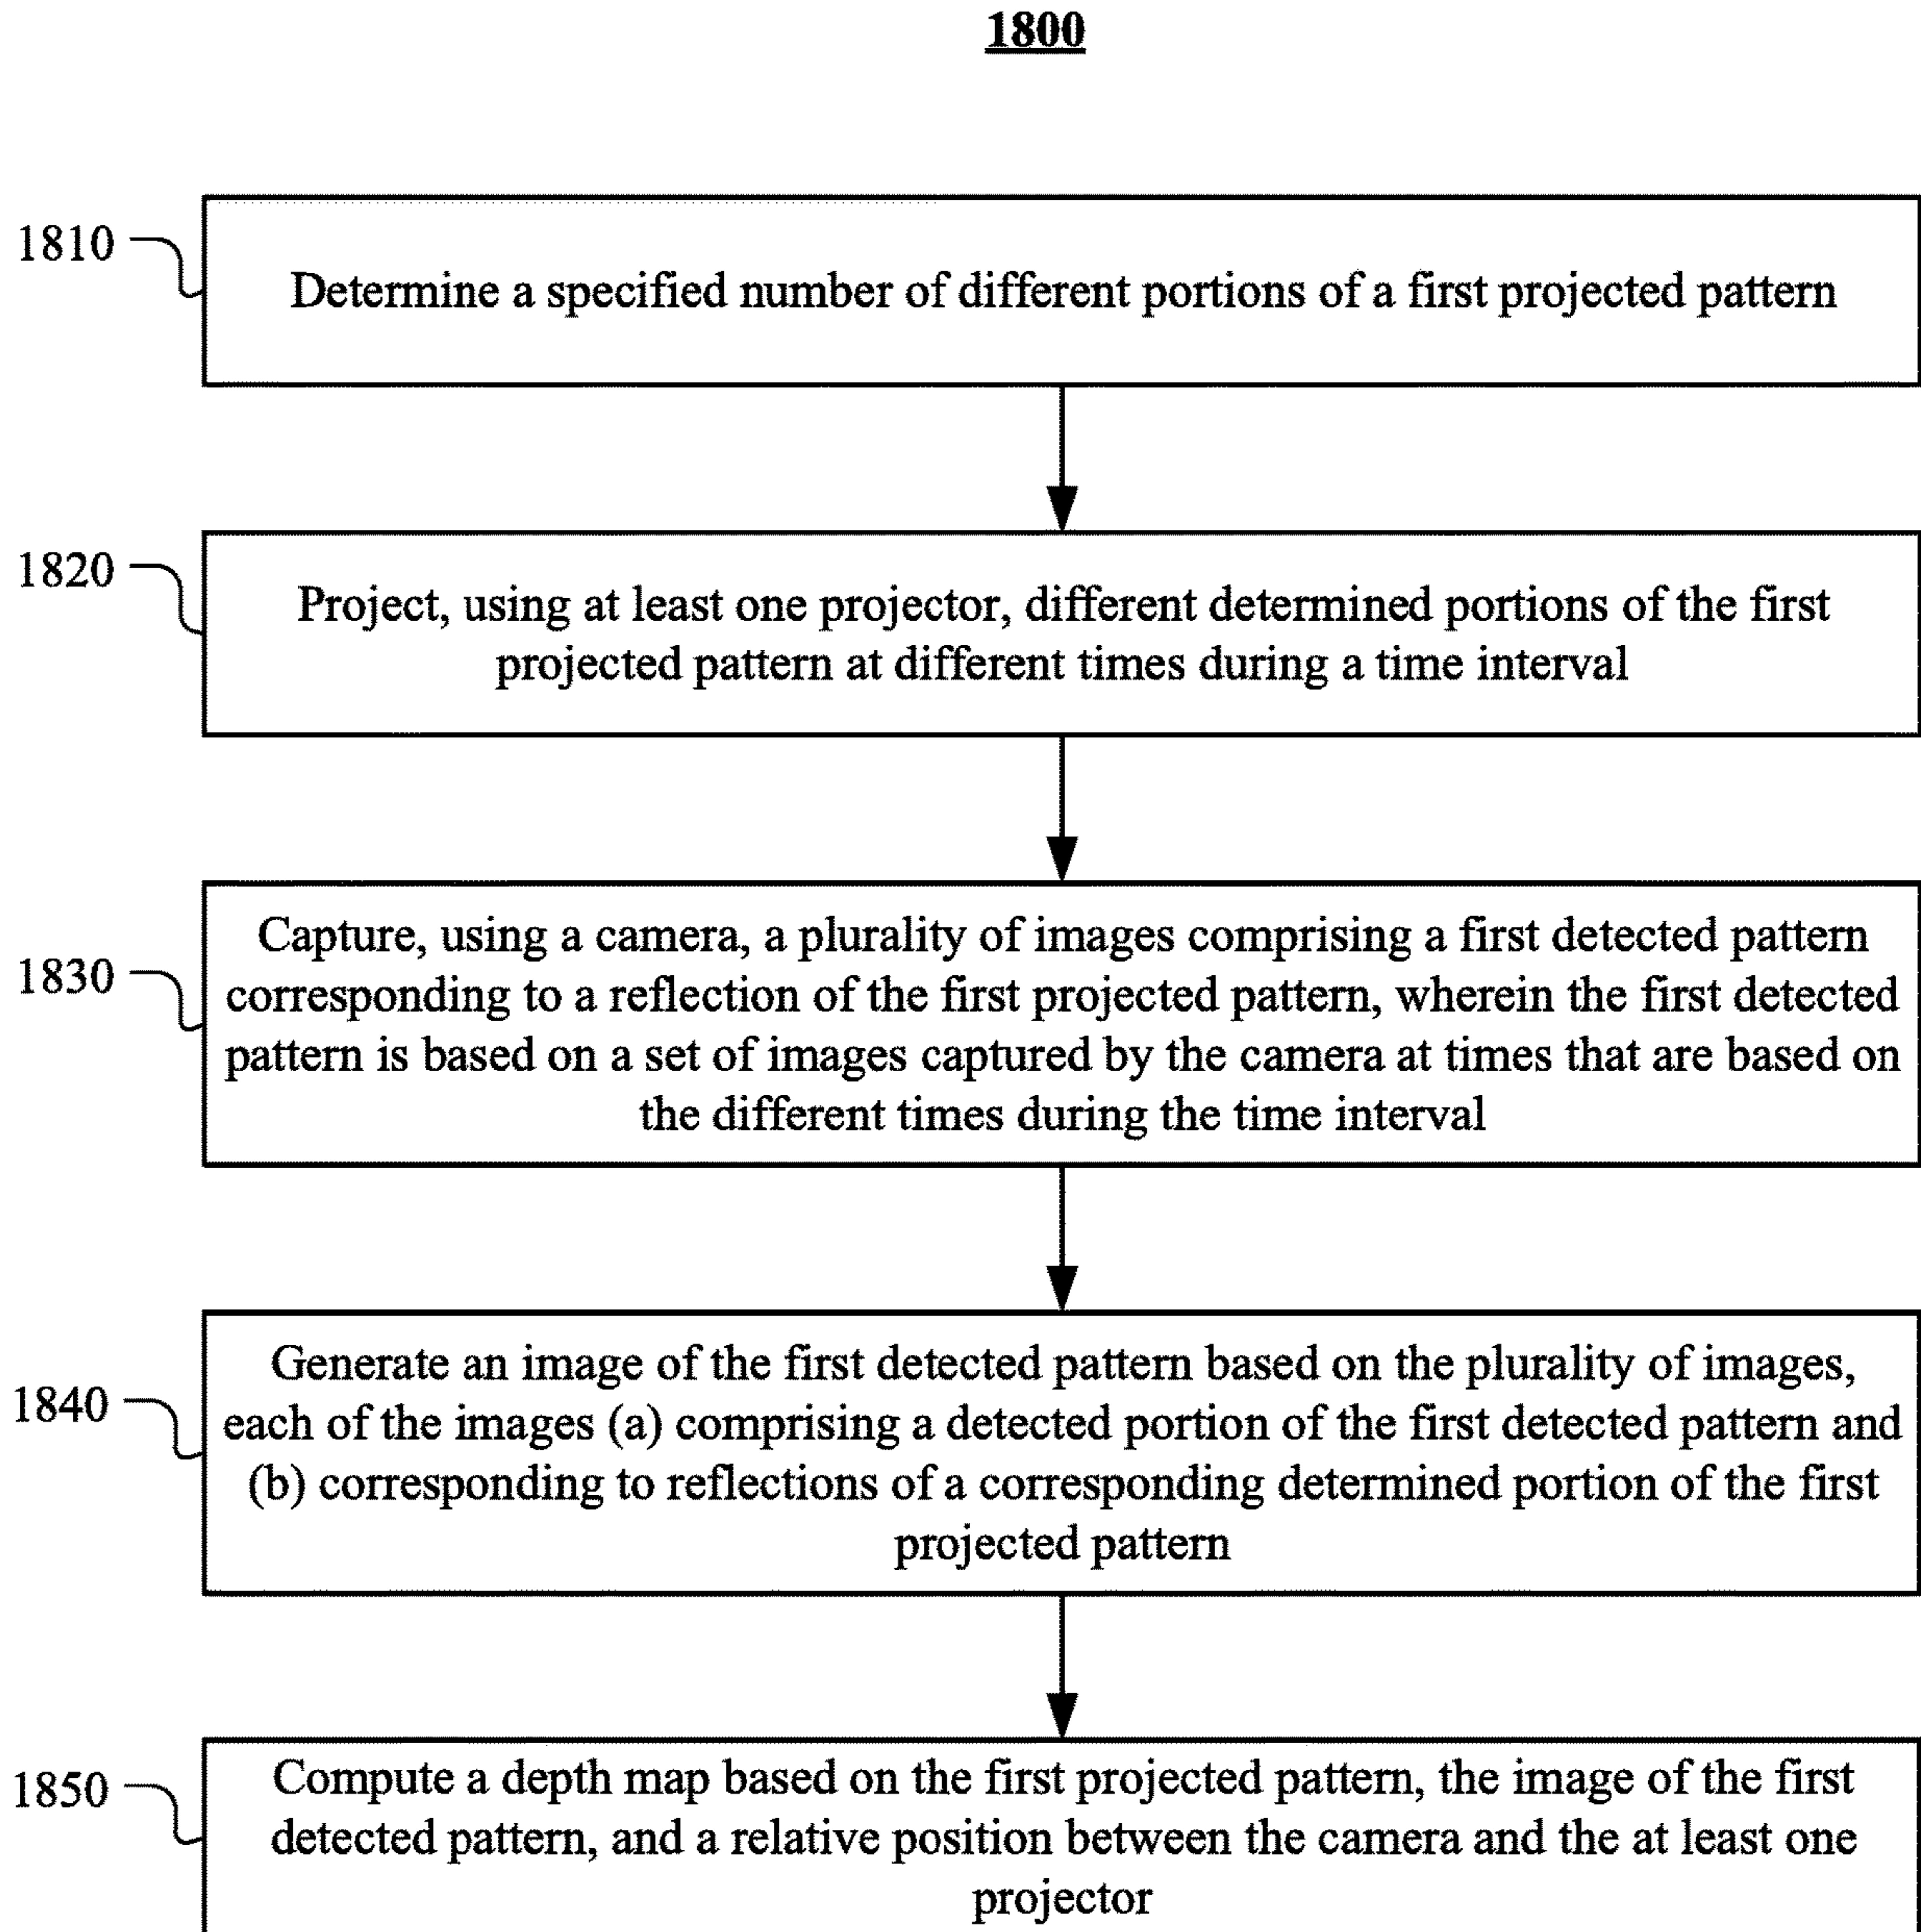 1800
1810
Determine a specified number of different portions of a first projected pattern
1820
Project, using at least one projector, different determined portions of the first
projected pattern at different times during a time interval
1830
Capture, using a camera, a plurality of images comprising a first detected pattern
corresponding to a reflection of the first projected pattern, wherein the first detected
pattern is based on a set of images captured by the camera at times that are based on
the different times during the time interval
1840
Generate an image of the first detected pattern based on the plurality of images,
each of the images (a) comprising a detected portion of the first detected pattern and
(b) corresponding to reflections of a corresponding determined portion of the first
projected pattern
1850
Compute a depth map based on the first projected pattern, the image of the first
detected pattern, and a relative position between the camera and the at least one
projector